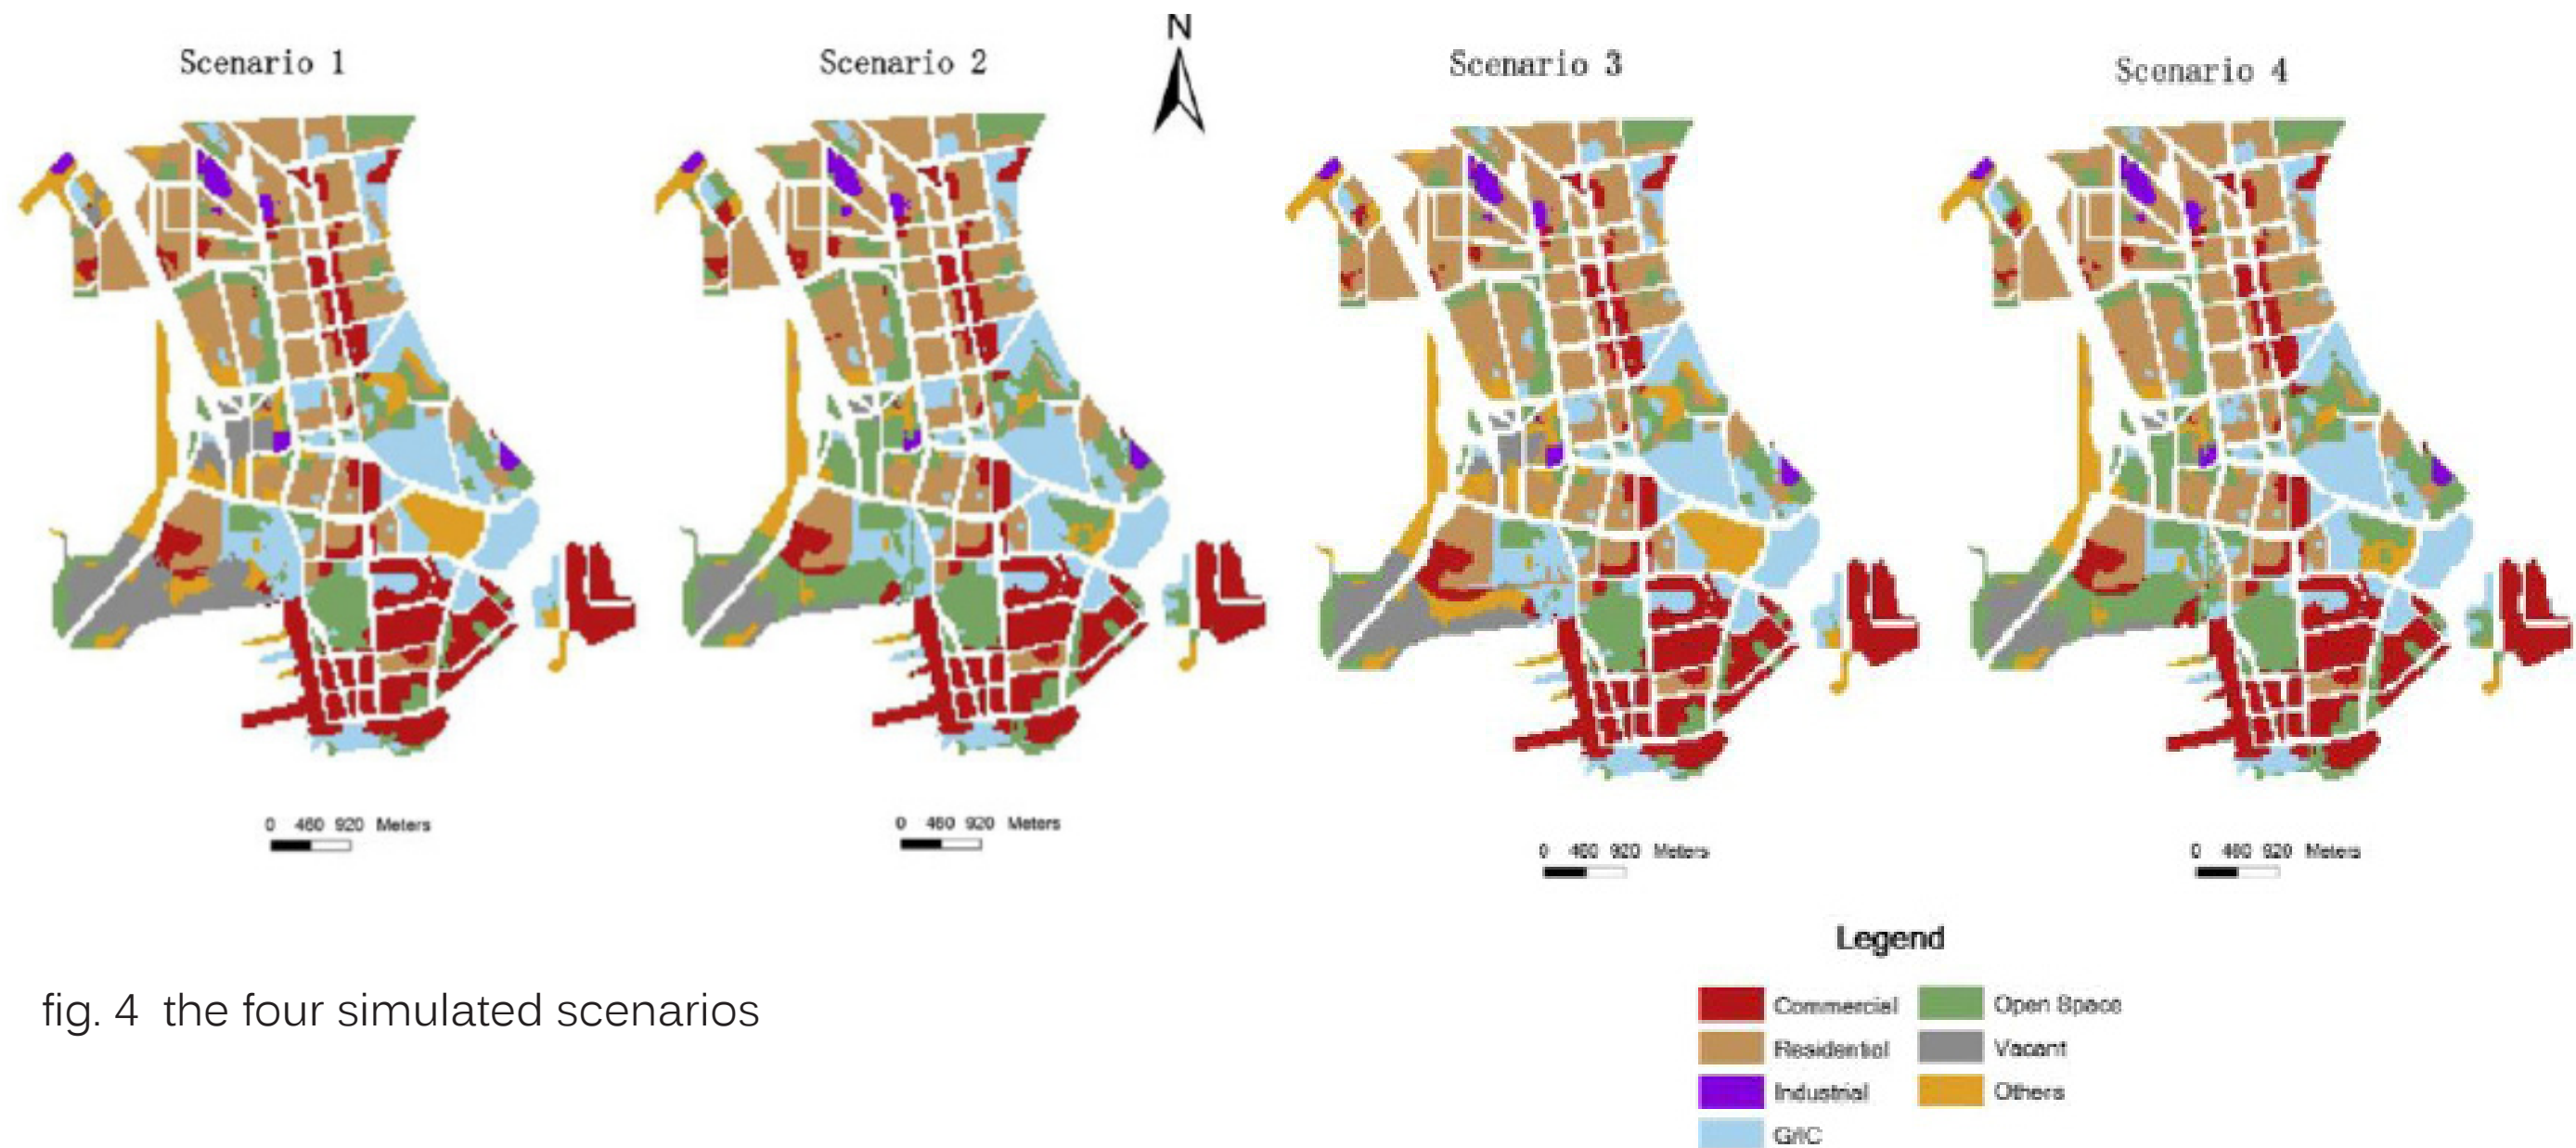 N
Scenario 1
Scenario 2
Scenario 3
Scenario 4
0 460 920 Meters
0 460 920 Meters
0 460 920 Meters
0 460 920 Meters
Legend
fig. 4 the four simulated scenarios
Commercial
Open Space
Residential
Vacant
Industrial
Others
G/IC